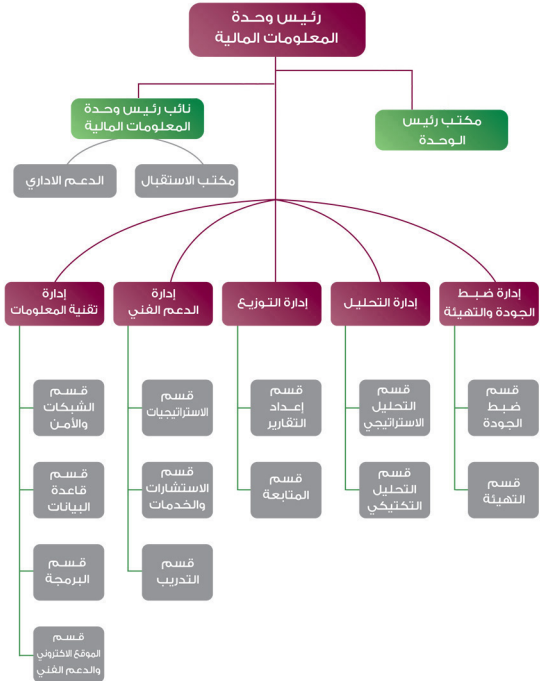 رئيس وحدة
المعلومات المالية
مكتب رئيس
الوحدة
نائب رئيس وحدة
المعلومات المالية
مكتب الاستقبال
الدعم الاداري
إدارة ضبط
الجودة والتهيئة
إدارة التحليل
إدارة التوزيع
إدارة
الدعم الفني
إدارة
تقنية المعلومات
قسم
ضبط
الجودة
قسم
التحليل
الاستراتيجي
قسم
إعداد
التقارير
قسم
الاستراتيجيات
قسم
الشبكات
والأمن
قسم
التهيئة
قسم
التحليل
التكتيكي
قسم
المتابعة
قسم
الاستشارات
والخدمات
قسم
قاعدة
البيانات
قسم
التدريب
قسم
البرمجة
قسم
الموقع الاكتروني
والدعم الفني